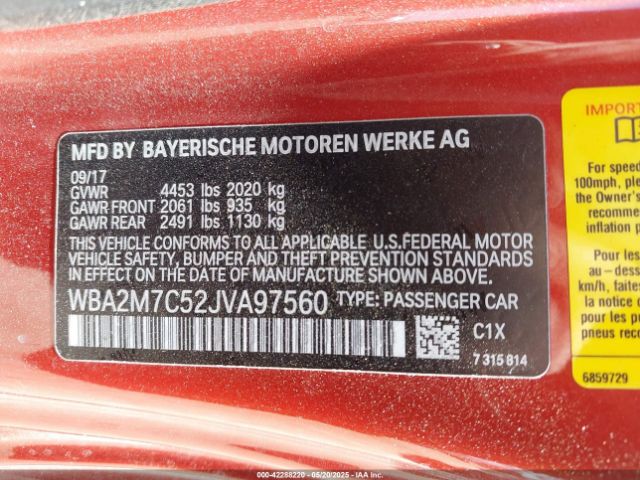 MFD BY BAYERISCHE MOTOREN WERKE AG
09/17
GVWR 4453 lbs 2020 kg
GAWR FRONT 2061 lbs 935 kg
GAWR REAR 2491 lbs 1130 kg
THIS VEHICLE CONFORMS TO ALL APPLICABLE U.S.FEDERAL MOTOR
VEHICLE SAFETY, BUMPER AND THEFT PREVENTION STANDARDS
IN EFFECT ON THE DATE OF MANUFACTURE SHOWN ABOVE.
WBA2M7C52JVA97560 TYPE: PASSENGER CAR
C1X
7 315 814
IMPORT
For speed
100mph, ple
the Owner's
recomme
inflation p
Pour les
au - dess
km/h, faites
la notice
recomm
pneus reco
6859729
000-42288220 05/20/2025 - IAAI.COM